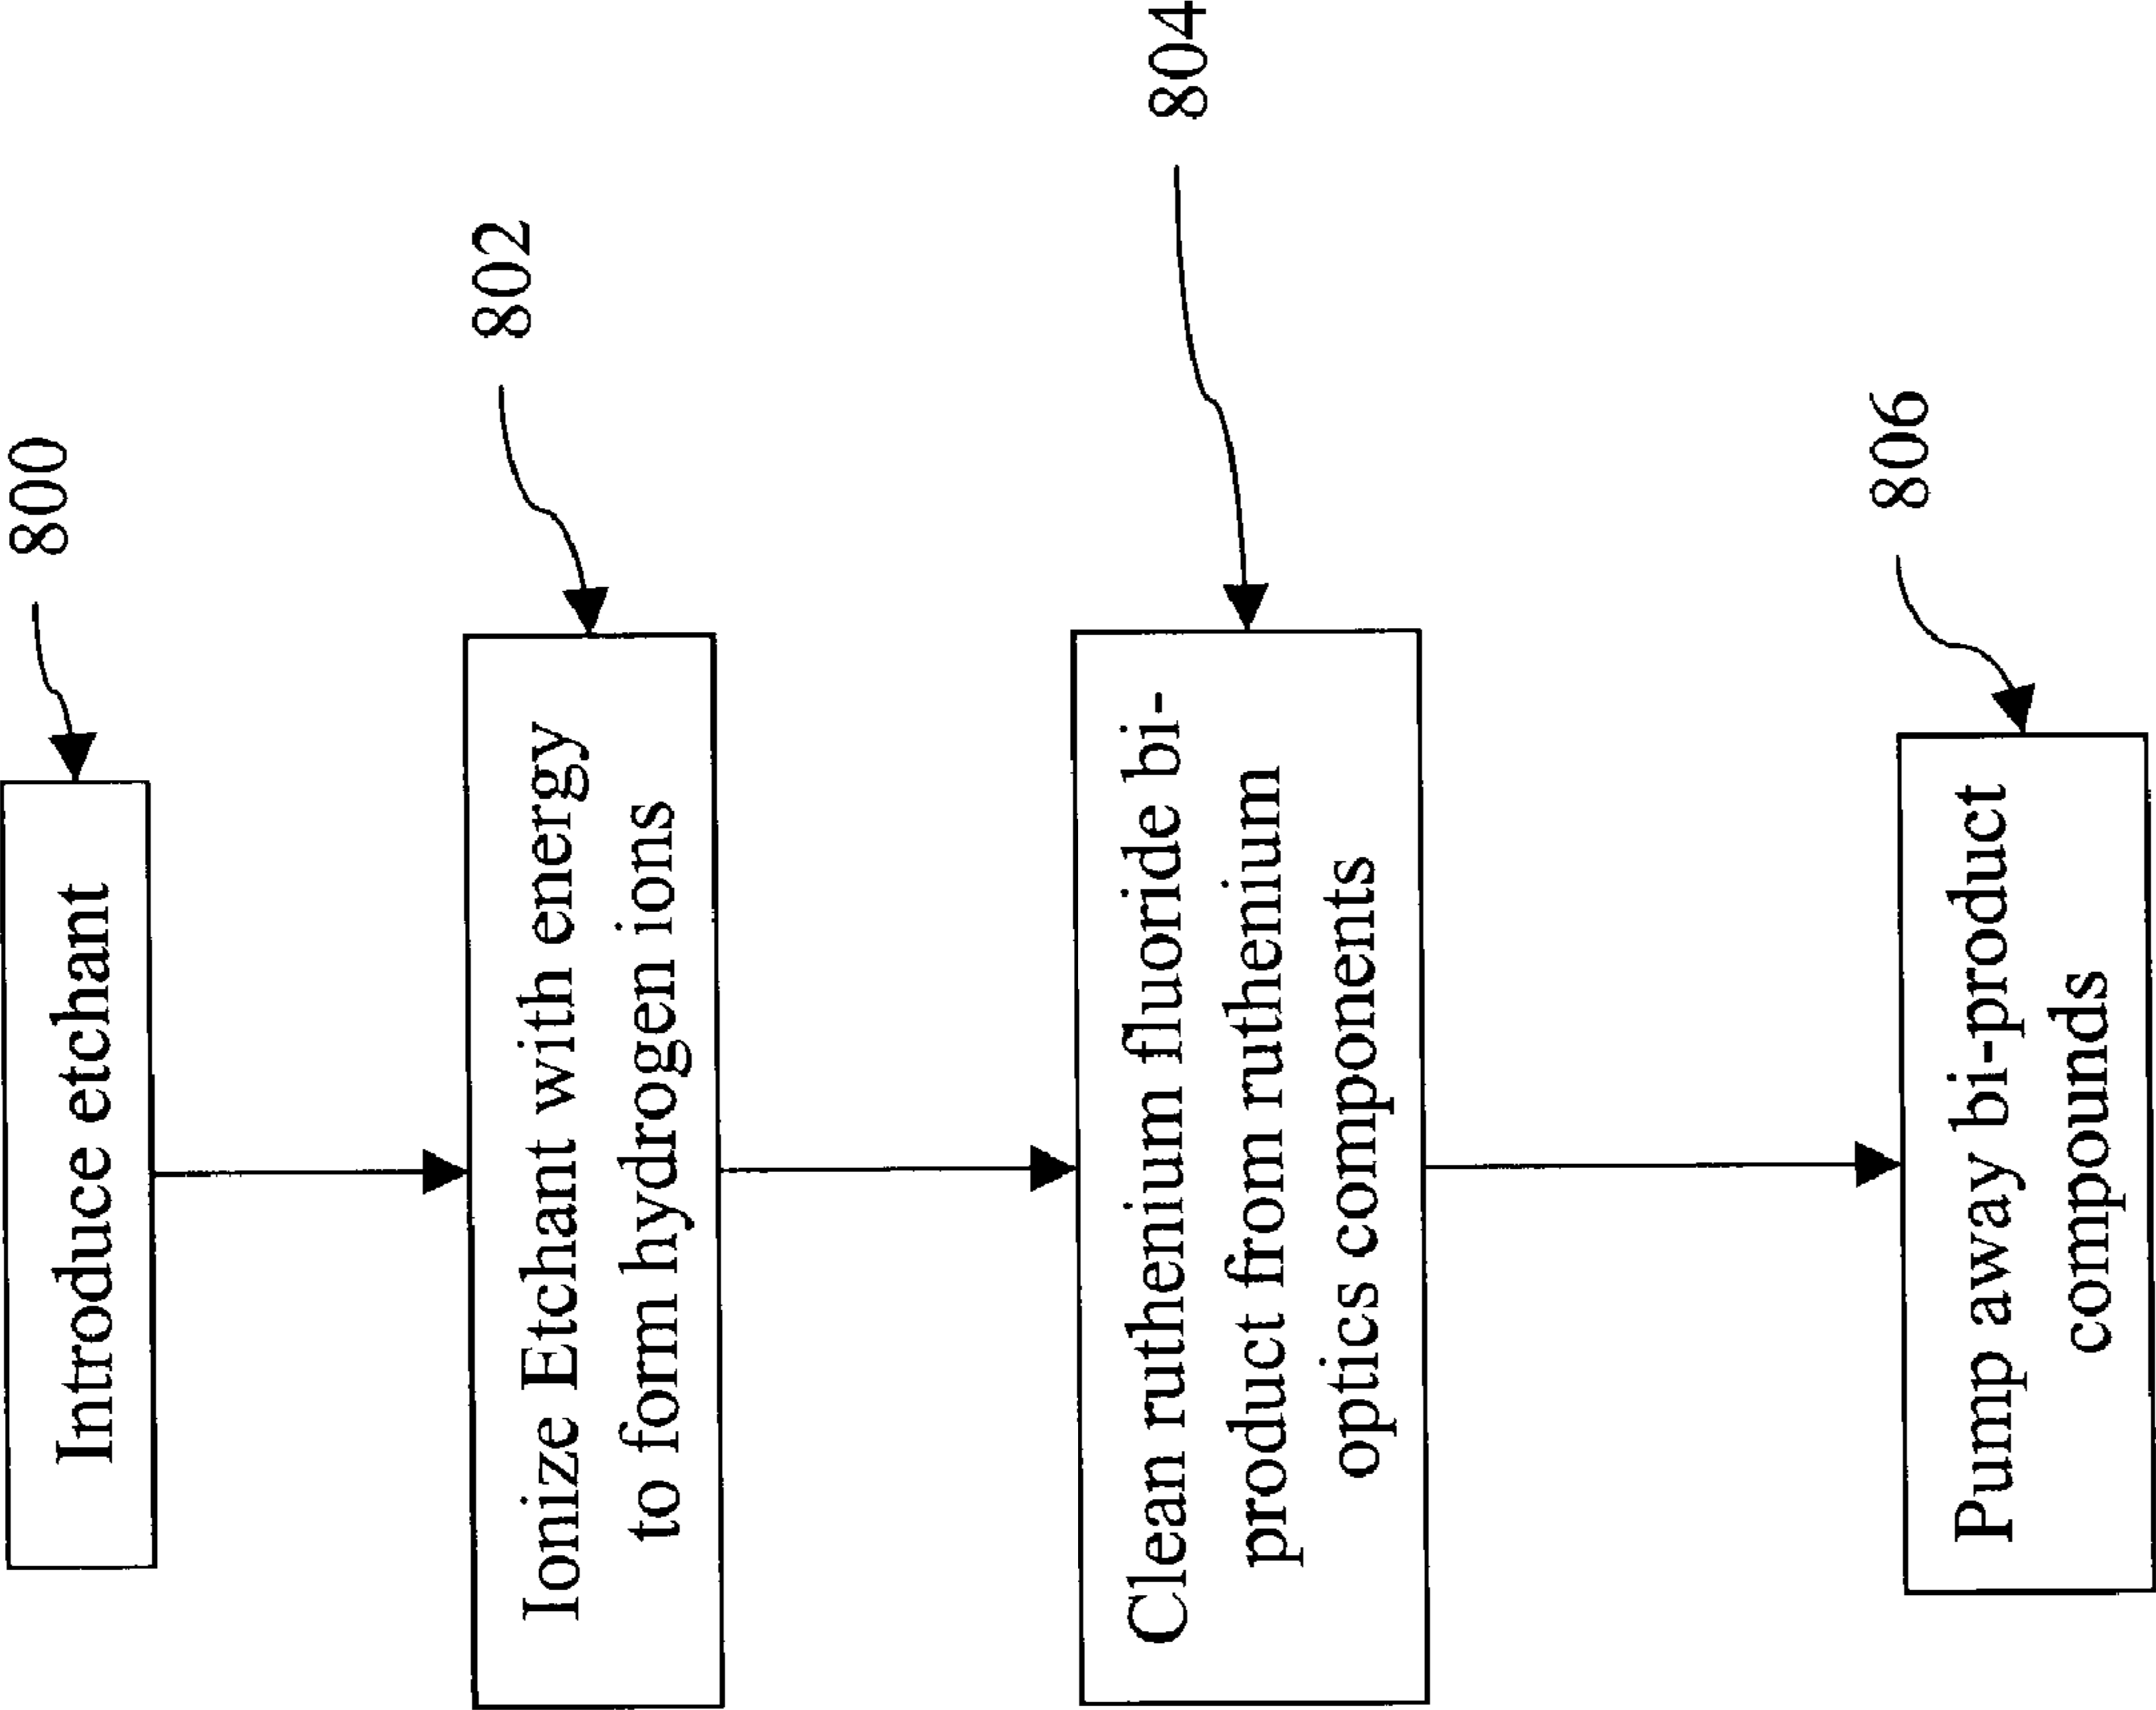 Introduce etchant
800
Ionize Etchant with energy
to form hydrogen ions
802
Clean ruthenium fluoride bi-
product from ruthenium
optics components
804
Pump away bi-product
compounds
806